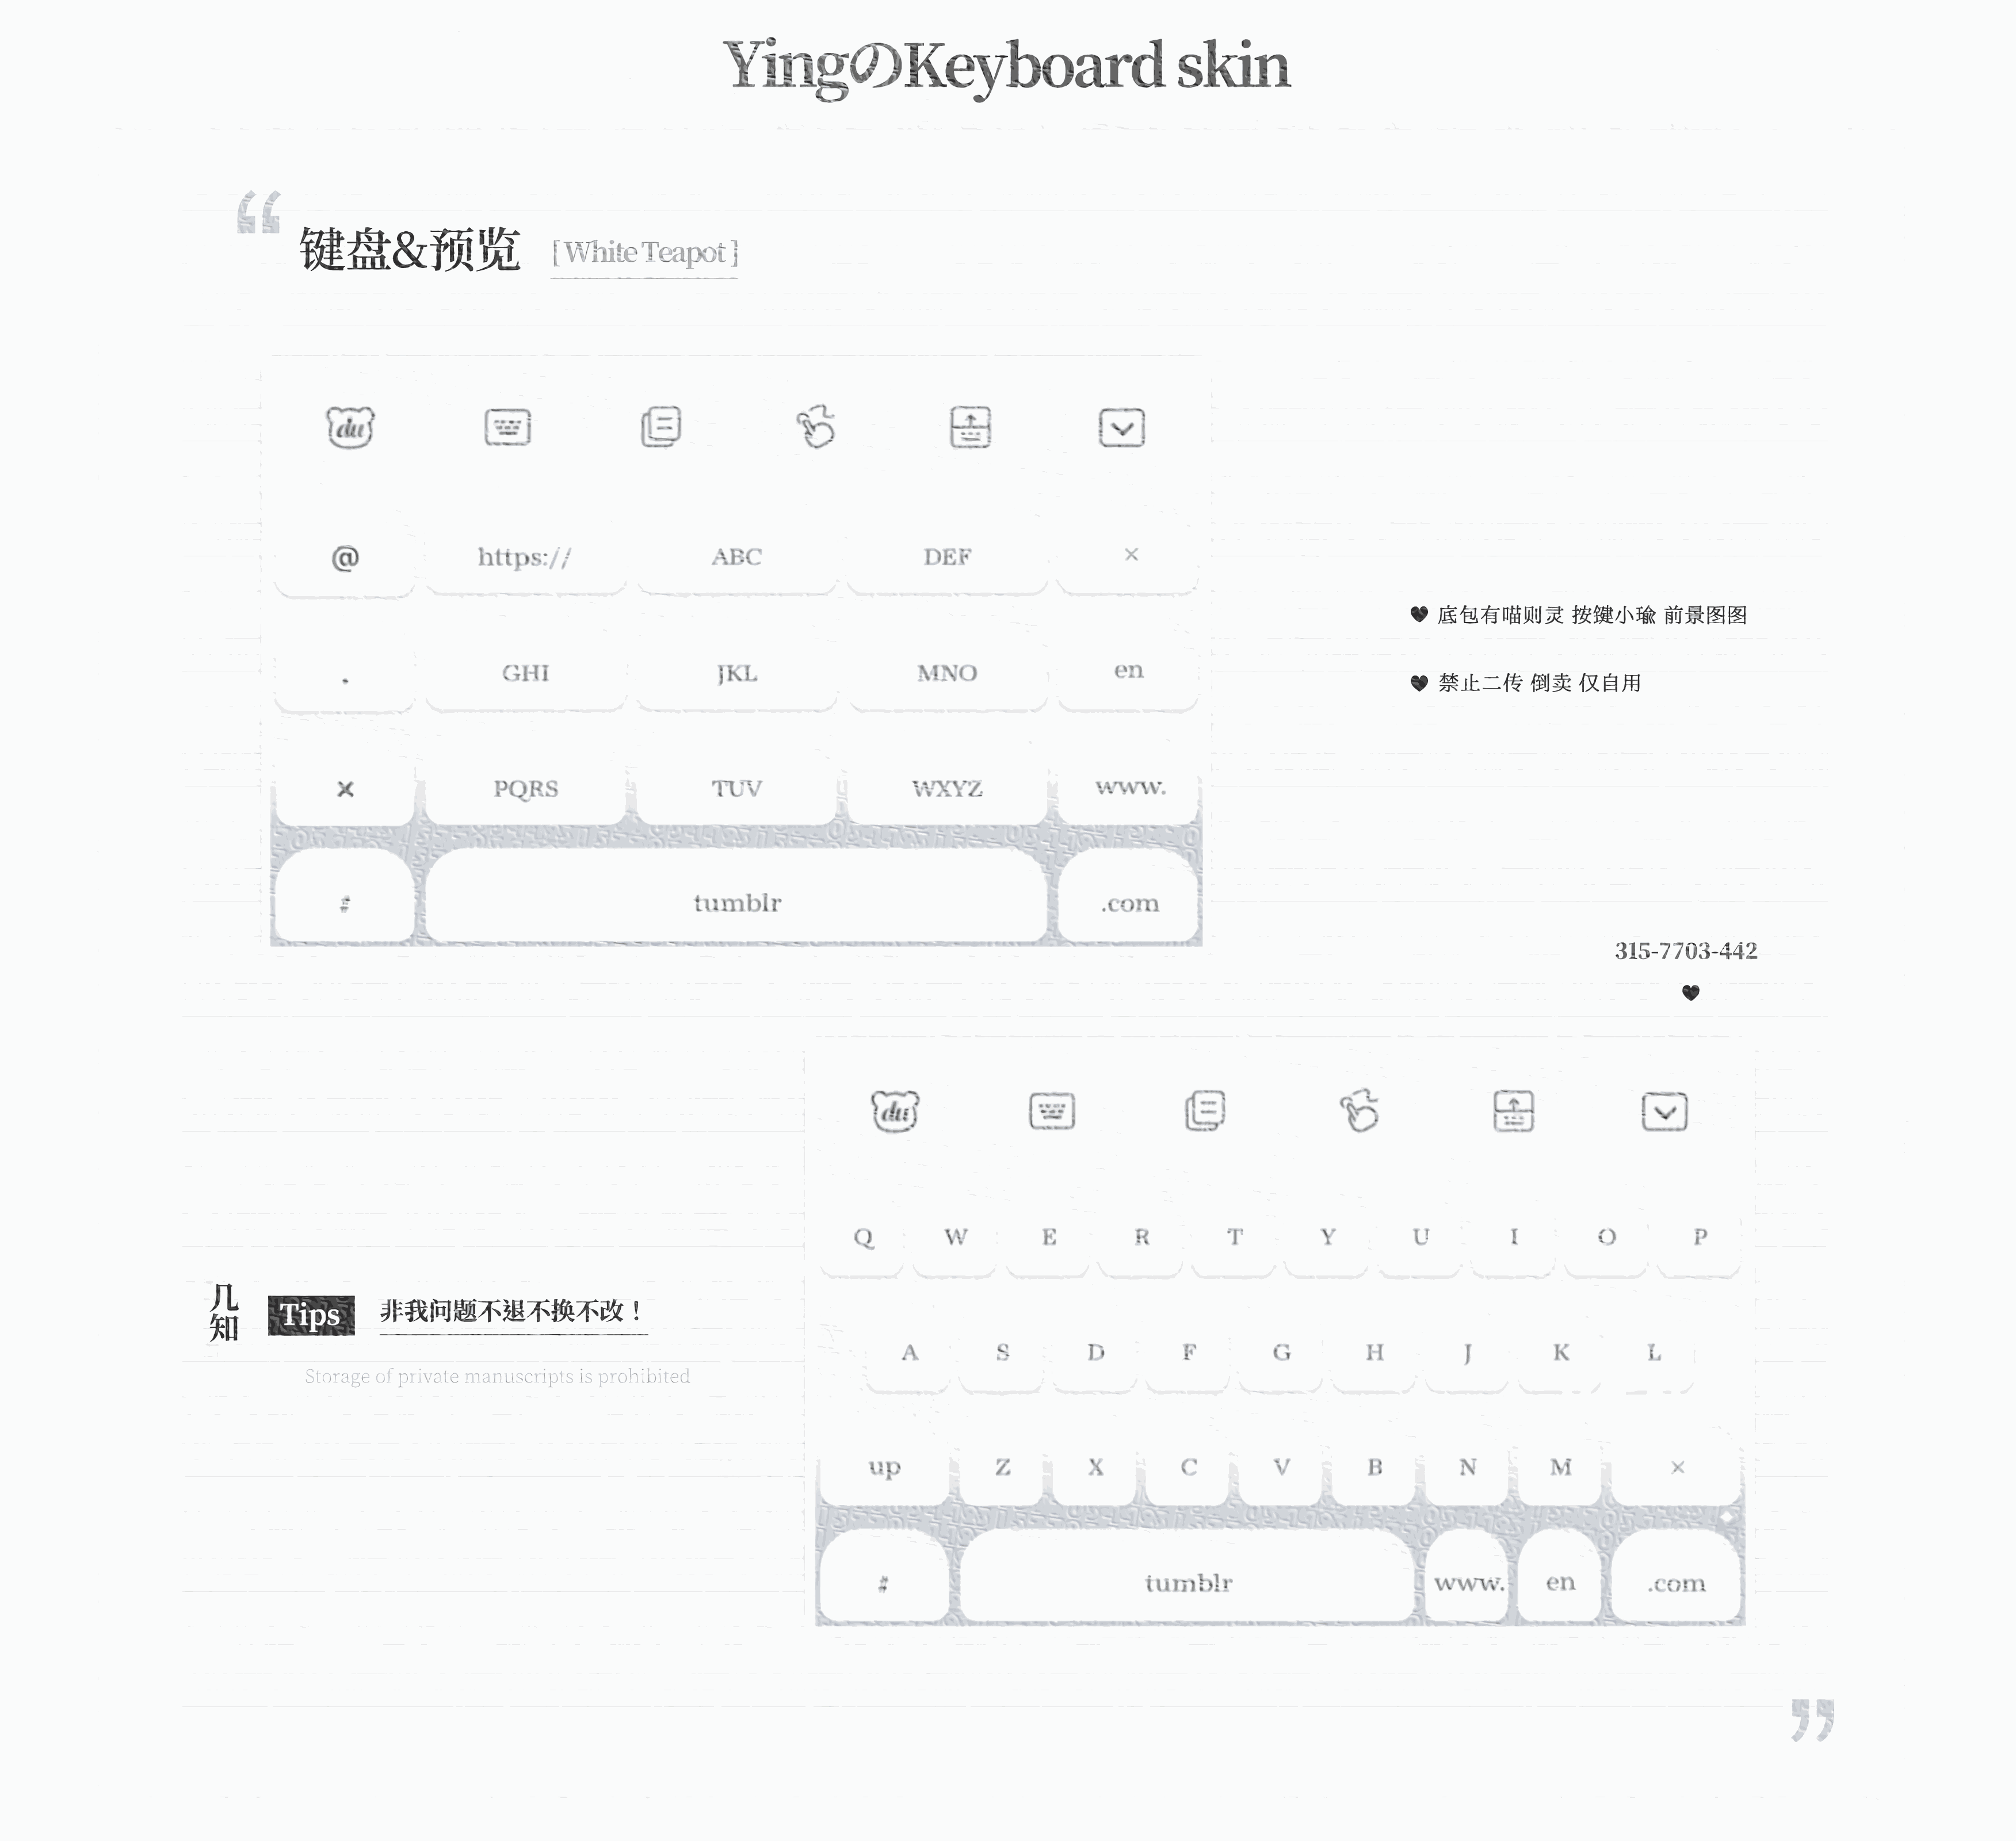 YingのKeyboard skin
键盘&预览 [ White Teapot ]
du
@ https:// ABC DEF ×
. GHI JKL MNO en
× PQRS TUV WXYZ www.
# tumblr .com
♥ 底包有喵则灵 按键小瑜 前景图图
♥ 禁止二传 倒卖 仅自用
315-7703-442
♥
du
Q W E R T Y U I O P
A S D F G H J K L
up Z X C V B N M ×
# tumblr www. en .com
几知
Tips 非我问题不退不换不改！
Storage of private manuscripts is prohibited